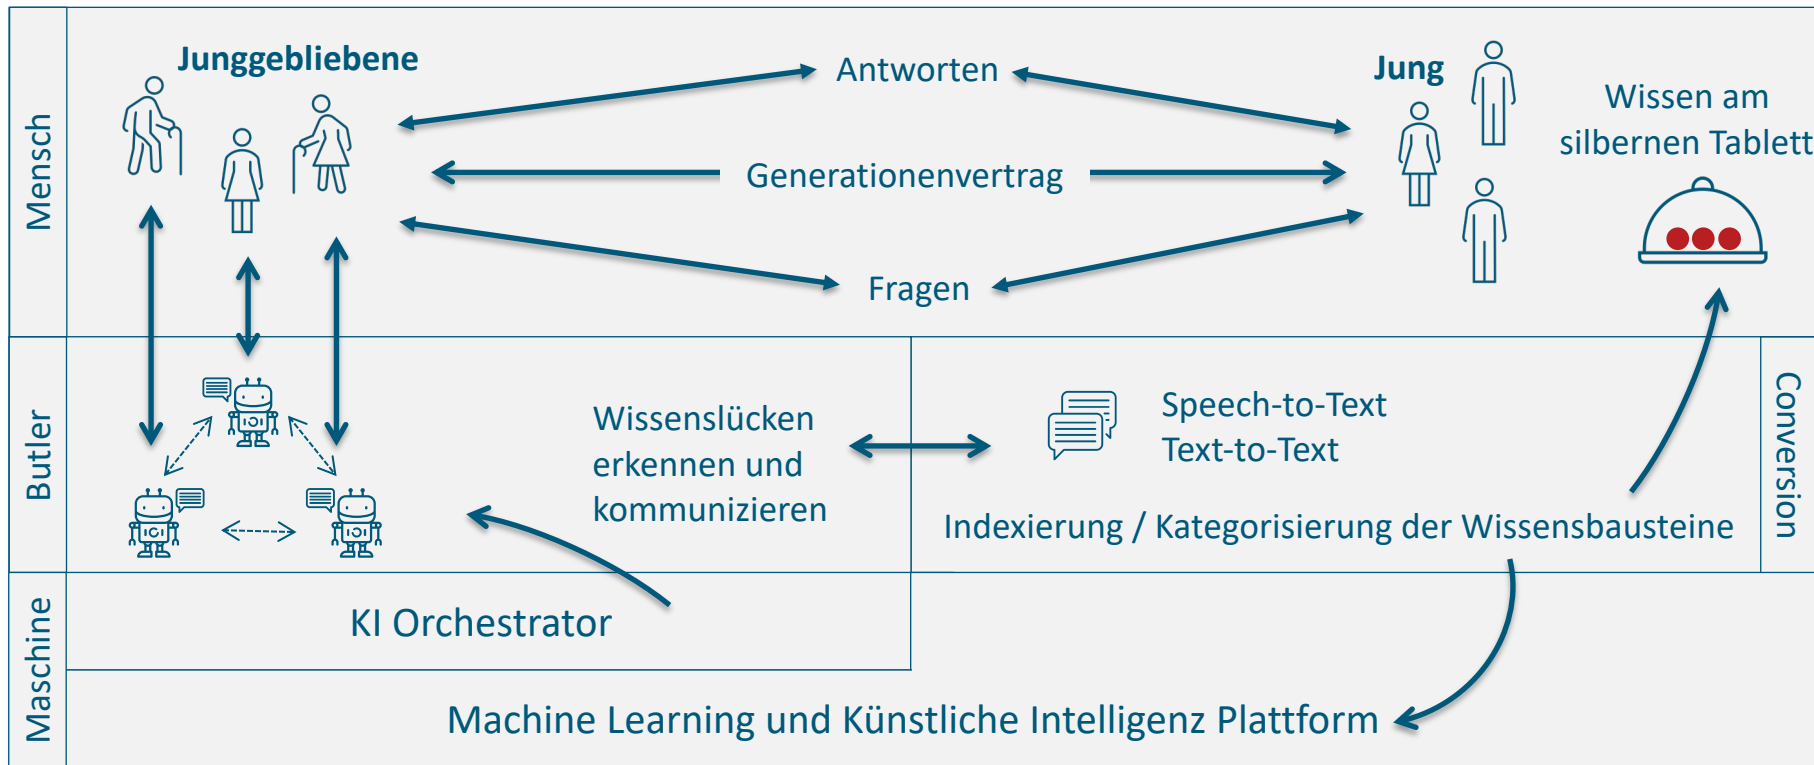 Mensch
Junggebliebene
Antworten
Generationenvertrag
Fragen
Jung
Wissen am
silbernen Tablett
Butler
Wissenslücken
erkennen und
kommunizieren
Speech-to-Text
Text-to-Text
Indexierung / Kategorisierung der Wissensbausteine
Conversion
Maschine
KI Orchestrator
Machine Learning und Künstliche Intelligenz Plattform